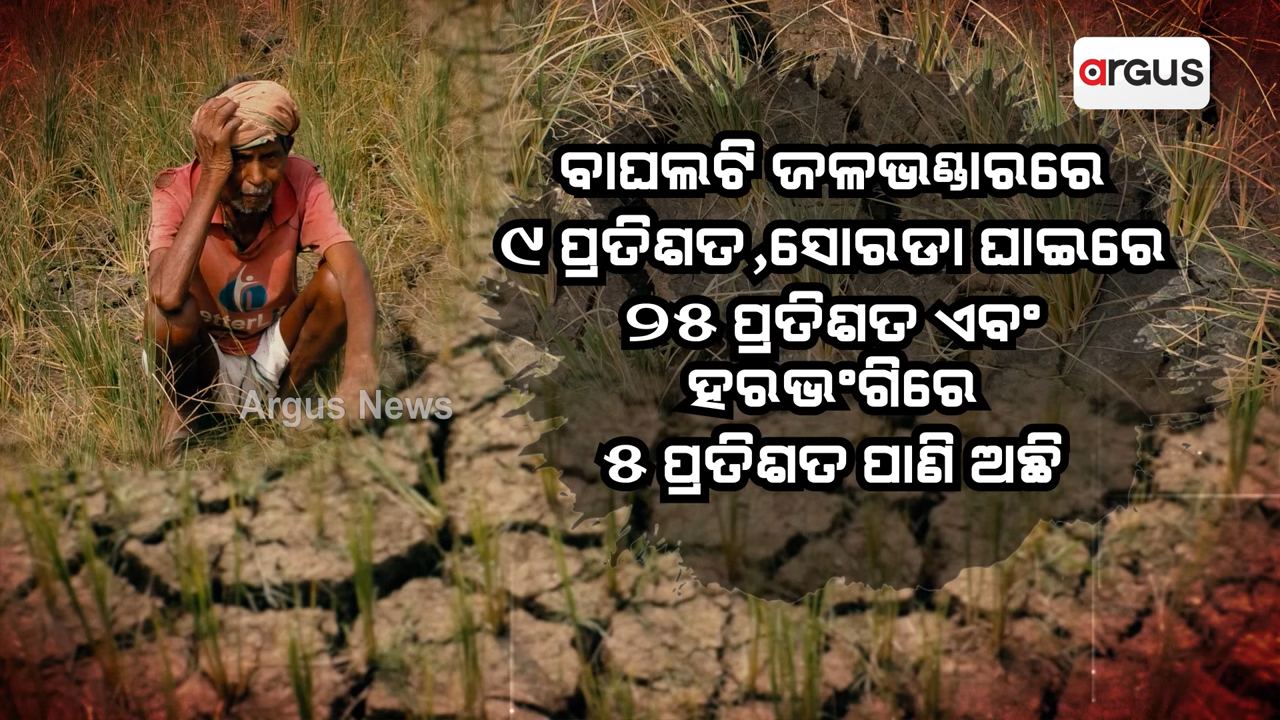 argus
ବାଘଲଟି ଜଳଭଣ୍ଡାରରେ
୯ ପ୍ରତିଶତ ,ସୋରଡା ଘାଇରେ
୨୫ ପ୍ରତିଶତ ଏବଂ
ହରଭଂଗିରେ
୫ ପ୍ରତିଶତ ପାଣି ଅଛି
etterL
Argus News